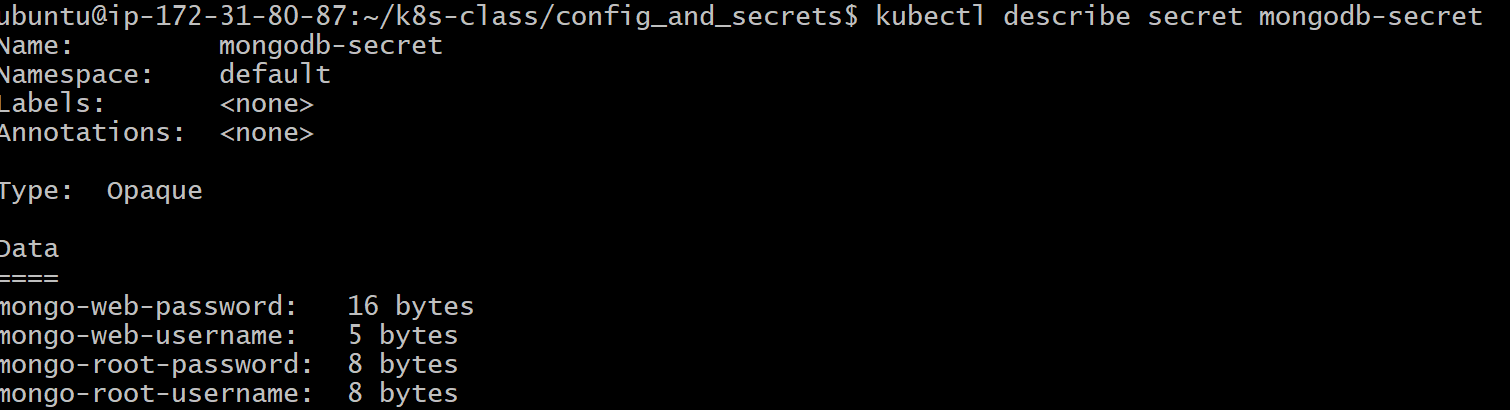 ubuntu@ip-172-31-80-87:~/k8s-class/config_and_secrets$ kubectl describe secret mongodb-secret
Name:         mongodb-secret
Namespace:    default
Labels:       <none>
Annotations:  <none>
Type:  Opaque
Data
====
mongo-web-password:   16 bytes
mongo-web-username:   5 bytes
mongo-root-password:  8 bytes
mongo-root-username:  8 bytes